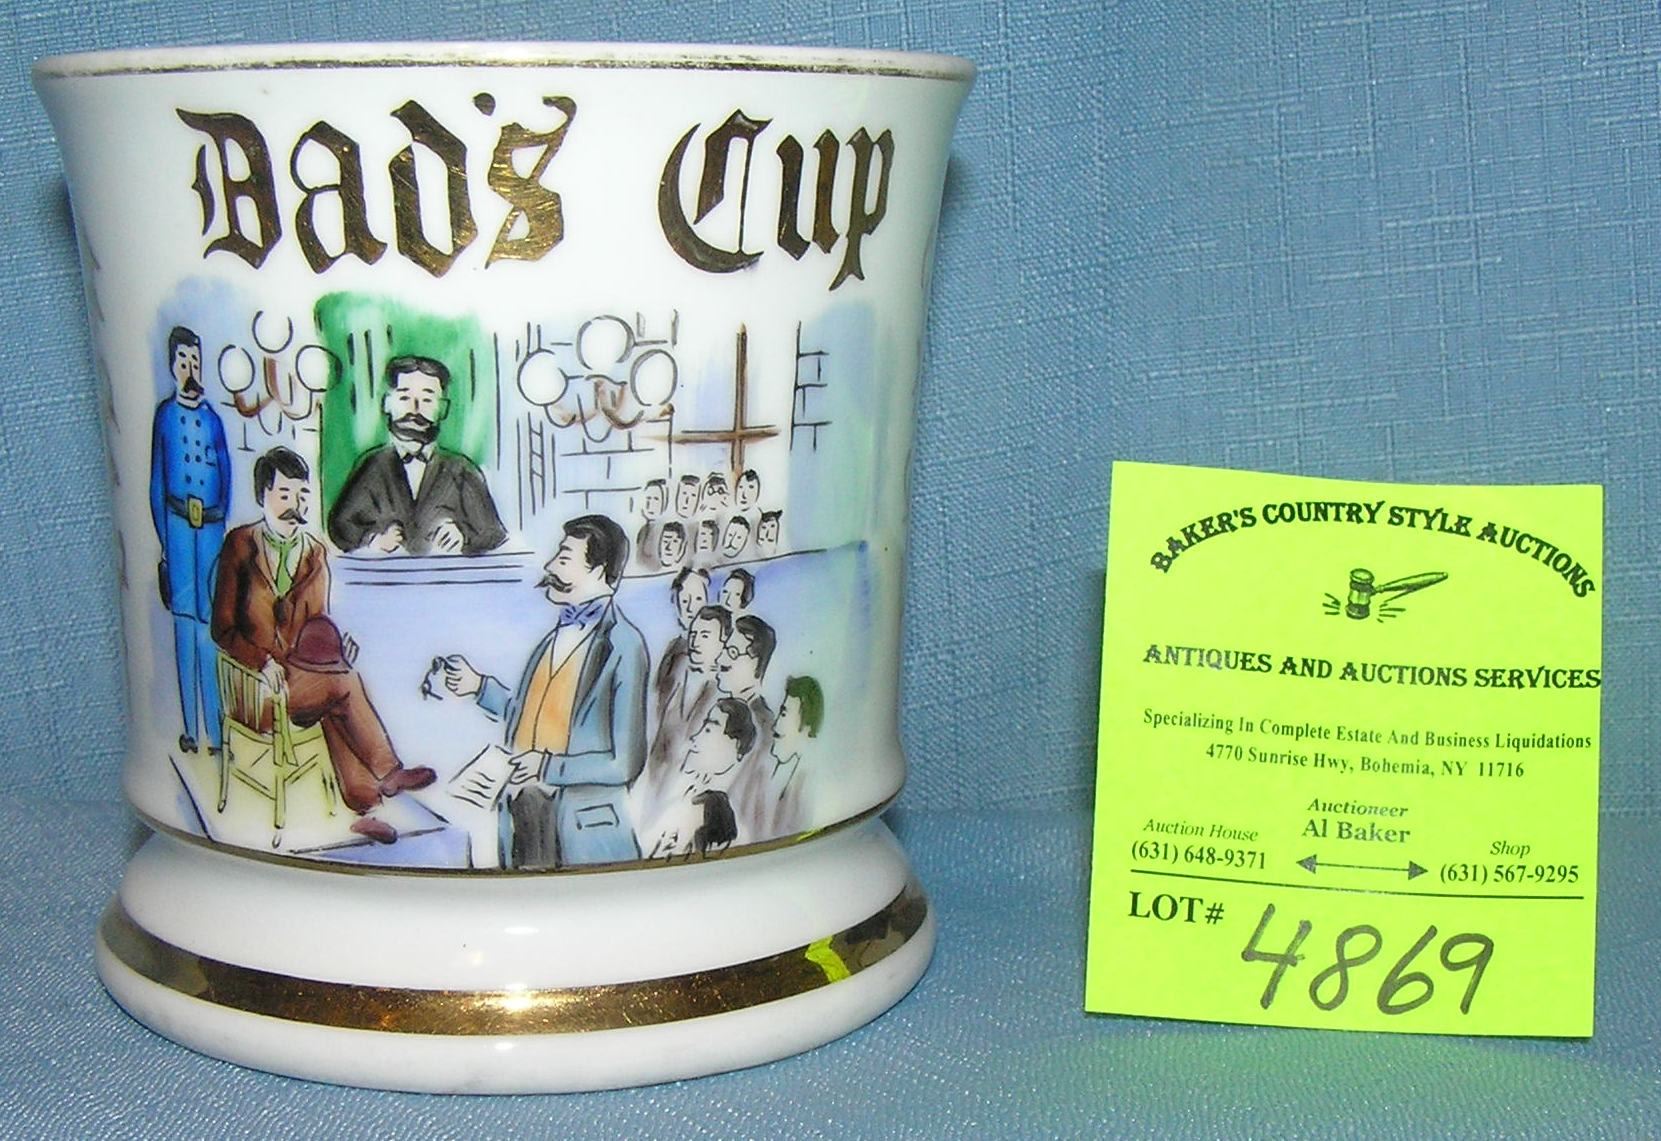 Dad's Cup
BAKER'S COUNTRY STYLE AUCTIONS
ANTIQUES AND AUCTIONS SERVICES
Specializing In Complete Estate And Business Liquidations
4770 Sunrise Hwy, Bohemia, NY 11716
Auctioneer
Auction House Al Baker Shop
(631) 648-9371 (631) 567-9295
LOT# 4869